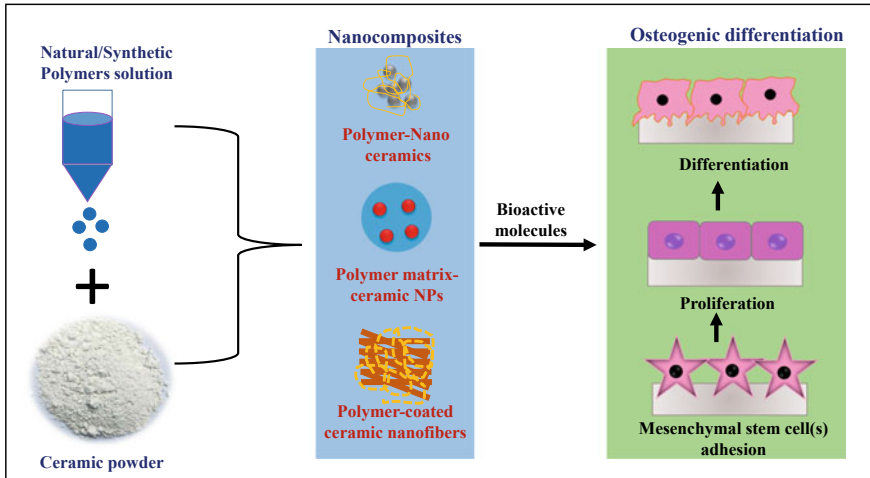 Natural/Synthetic
Polymers solution
+
Ceramic powder
Nanocomposites
Polymer-Nano
ceramics
Polymer matrix-
ceramic NPs
Polymer-coated
ceramic nanofibers
Bioactive
molecules
Osteogenic differentiation
Differentiation
Proliferation
Mesenchymal stem cell(s)
adhesion